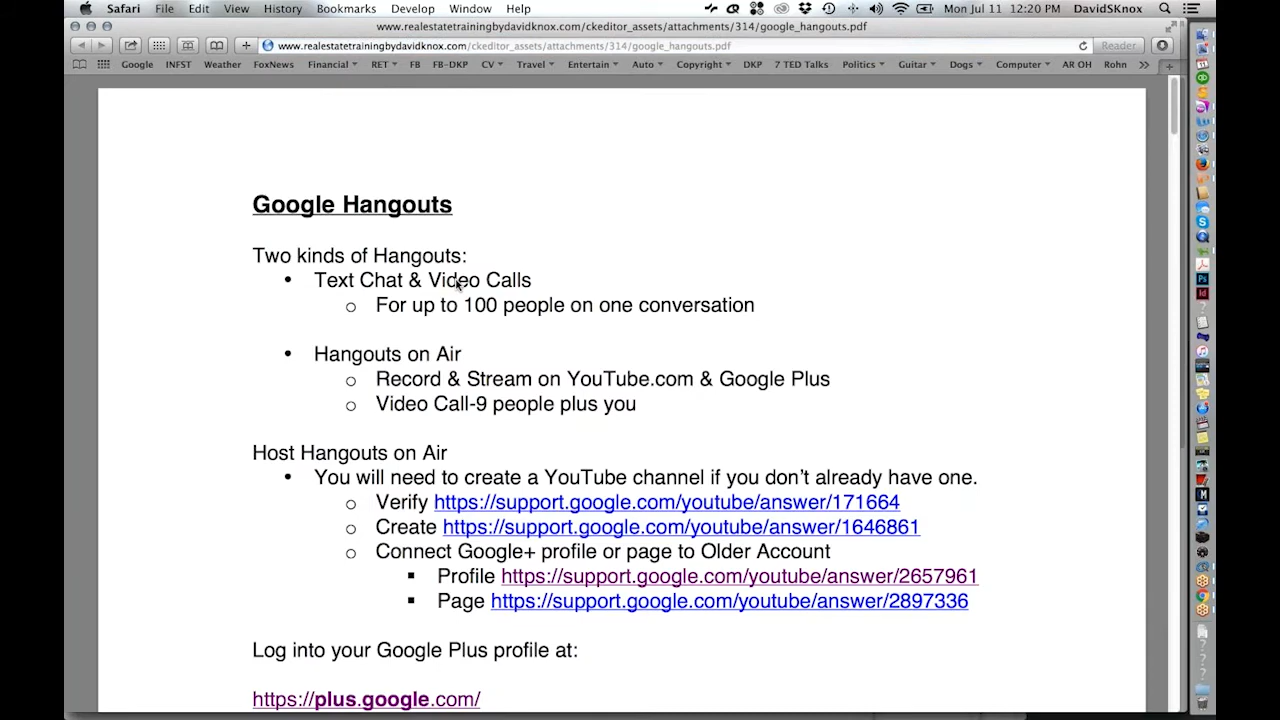 Safari File Edit View History Bookmarks Develop Window Help Mon Jul 11 12:20 PM DavidSKnox
www.realestatetrainingbydavidknox.com/ckeditor_assets/attachments/314/google_hangouts.pdf
www.realestatetrainingbydavidknox.com/ckeditor_assets/attachments/314/google_hangouts.pdf Reader
Google INFST Weather FoxNews Financial RET FB FB-DKP CV Travel Entertain Auto Copyright DKP 7 TED Talks Politics Guitar Dogs Computer AR OH Rohn
Google Hangouts
Two kinds of Hangouts:
• Text Chat & Video Calls
o For up to 100 people on one conversation
• Hangouts on Air
o Record & Stream on YouTube.com & Google Plus
o Video Call-9 people plus you
Host Hangouts on Air
• You will need to create a YouTube channel if you don't already have one.
o Verify https://support.google.com/youtube/answer/171664
o Create https://support.google.com/youtube/answer/1646861
o Connect Google+ profile or page to Older Account
▪ Profile https://support.google.com/youtube/answer/2657961
▪ Page https://support.google.com/youtube/answer/2897336
Log into your Google Plus profile at:
https://plus.google.com/